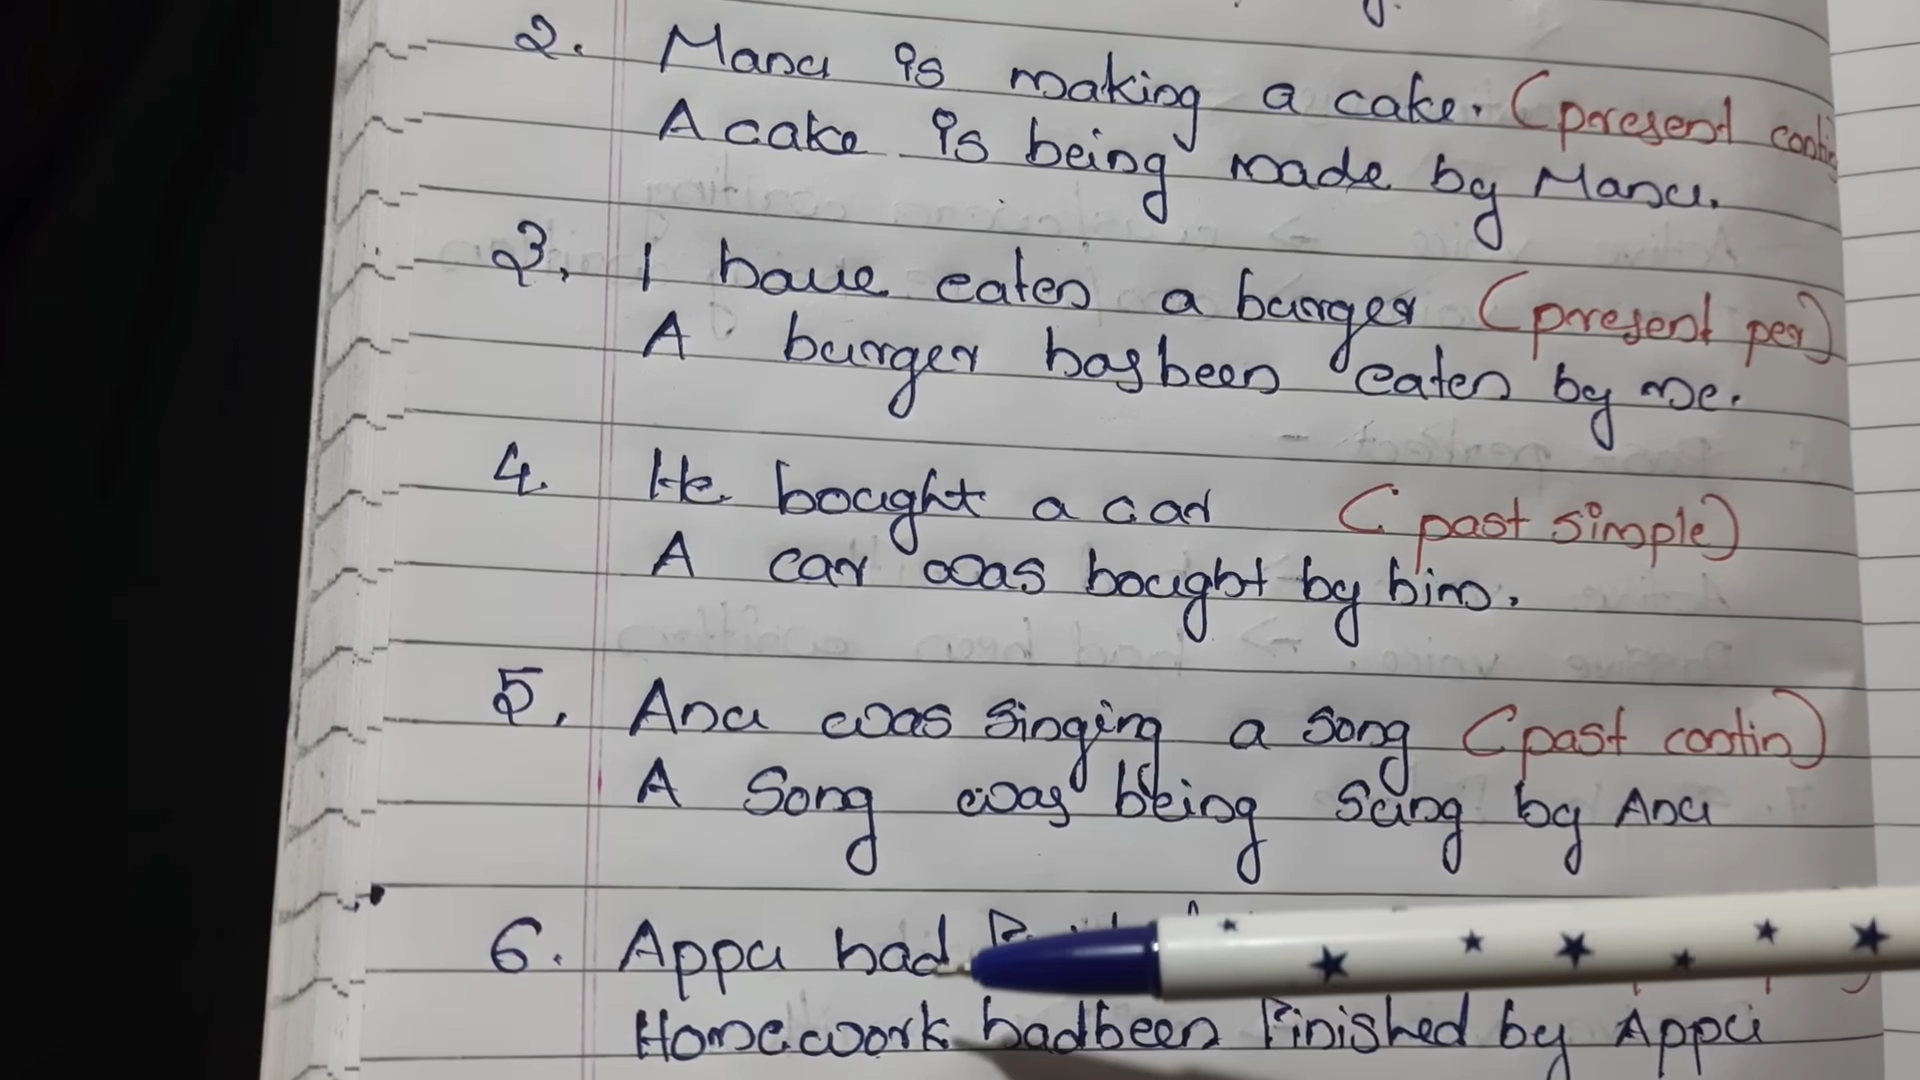 2. Manu is making a cake. (present contin
A cake is being made by Manu.
3. I have eaten a burger (present per)
A burger has been eaten by me.
4. He bought a car (past simple)
A car was bought by him.
5. Anu was singing a song (past contin)
A song was being sung by Anu
6. Appu had
Homework had been finished by Appu